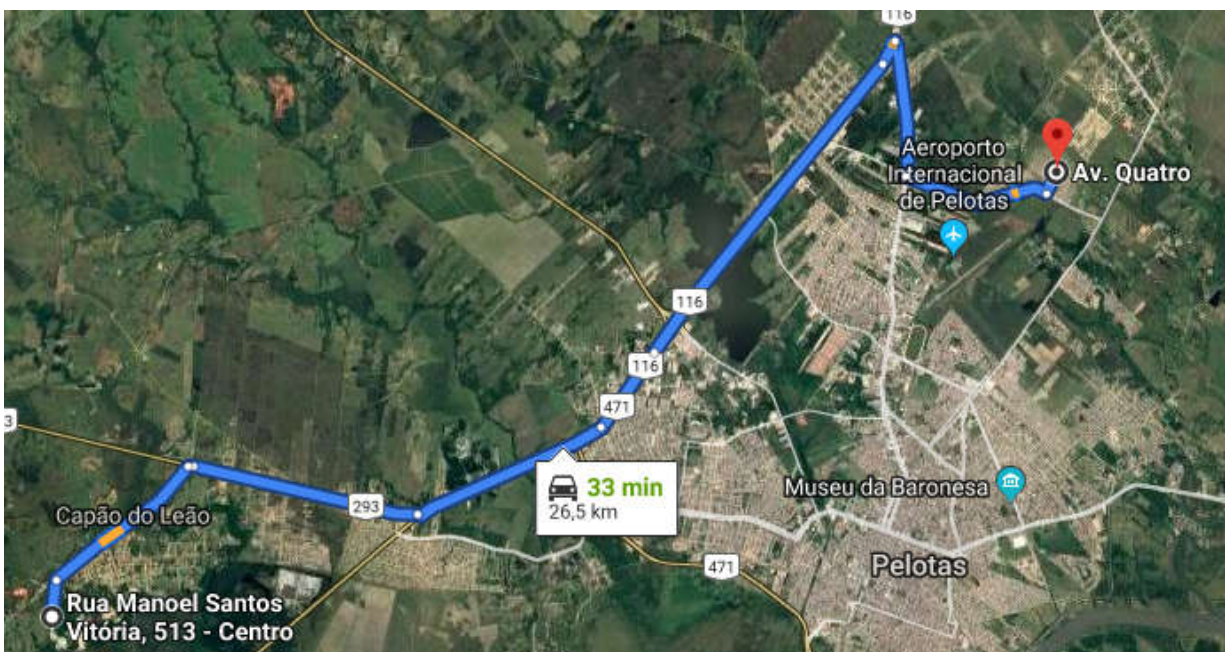 116
Aeroporto
Internacional
de Pelotas
Av. Quatro
116
116
471
3
33 min
26,5 km
Museu da Baronesa
293
Capão do Leão
471
Pelotas
Rua Manoel Santos
Vitória, 513 - Centro